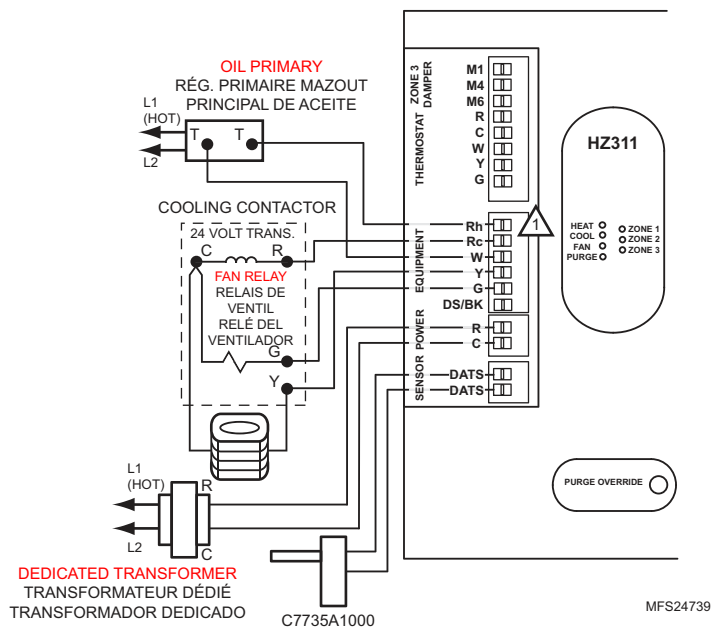 OIL PRIMARY
RÉG. PRIMAIRE MAZOUT
PRINCIPAL DE ACEITE
L1
(HOT)
T T
L2
COOLING CONTACTOR
24 VOLT TRANS.
C R
FAN RELAY
RELAIS DE
VENTIL
RELÉ DEL
VENTILADOR
G
Y
L1
(HOT)
R
L2
C
DEDICATED TRANSFORMER
TRANSFORMATEUR DÉDIÉ
TRANSFORMADOR DEDICADO
C7735A1000
ZONE 3
DAMPER
M1
M4
M6
THERMOSTAT
R
C
W
Y
G
EQUIPMENT
Rh
Rc
W
Y
G
DS/BK
POWER
R
C
SENSOR
DATS
DATS
1
HZ311
HEAT
COOL
FAN
PURGE
ZONE 1
ZONE 2
ZONE 3
PURGE OVERRIDE
MFS24739